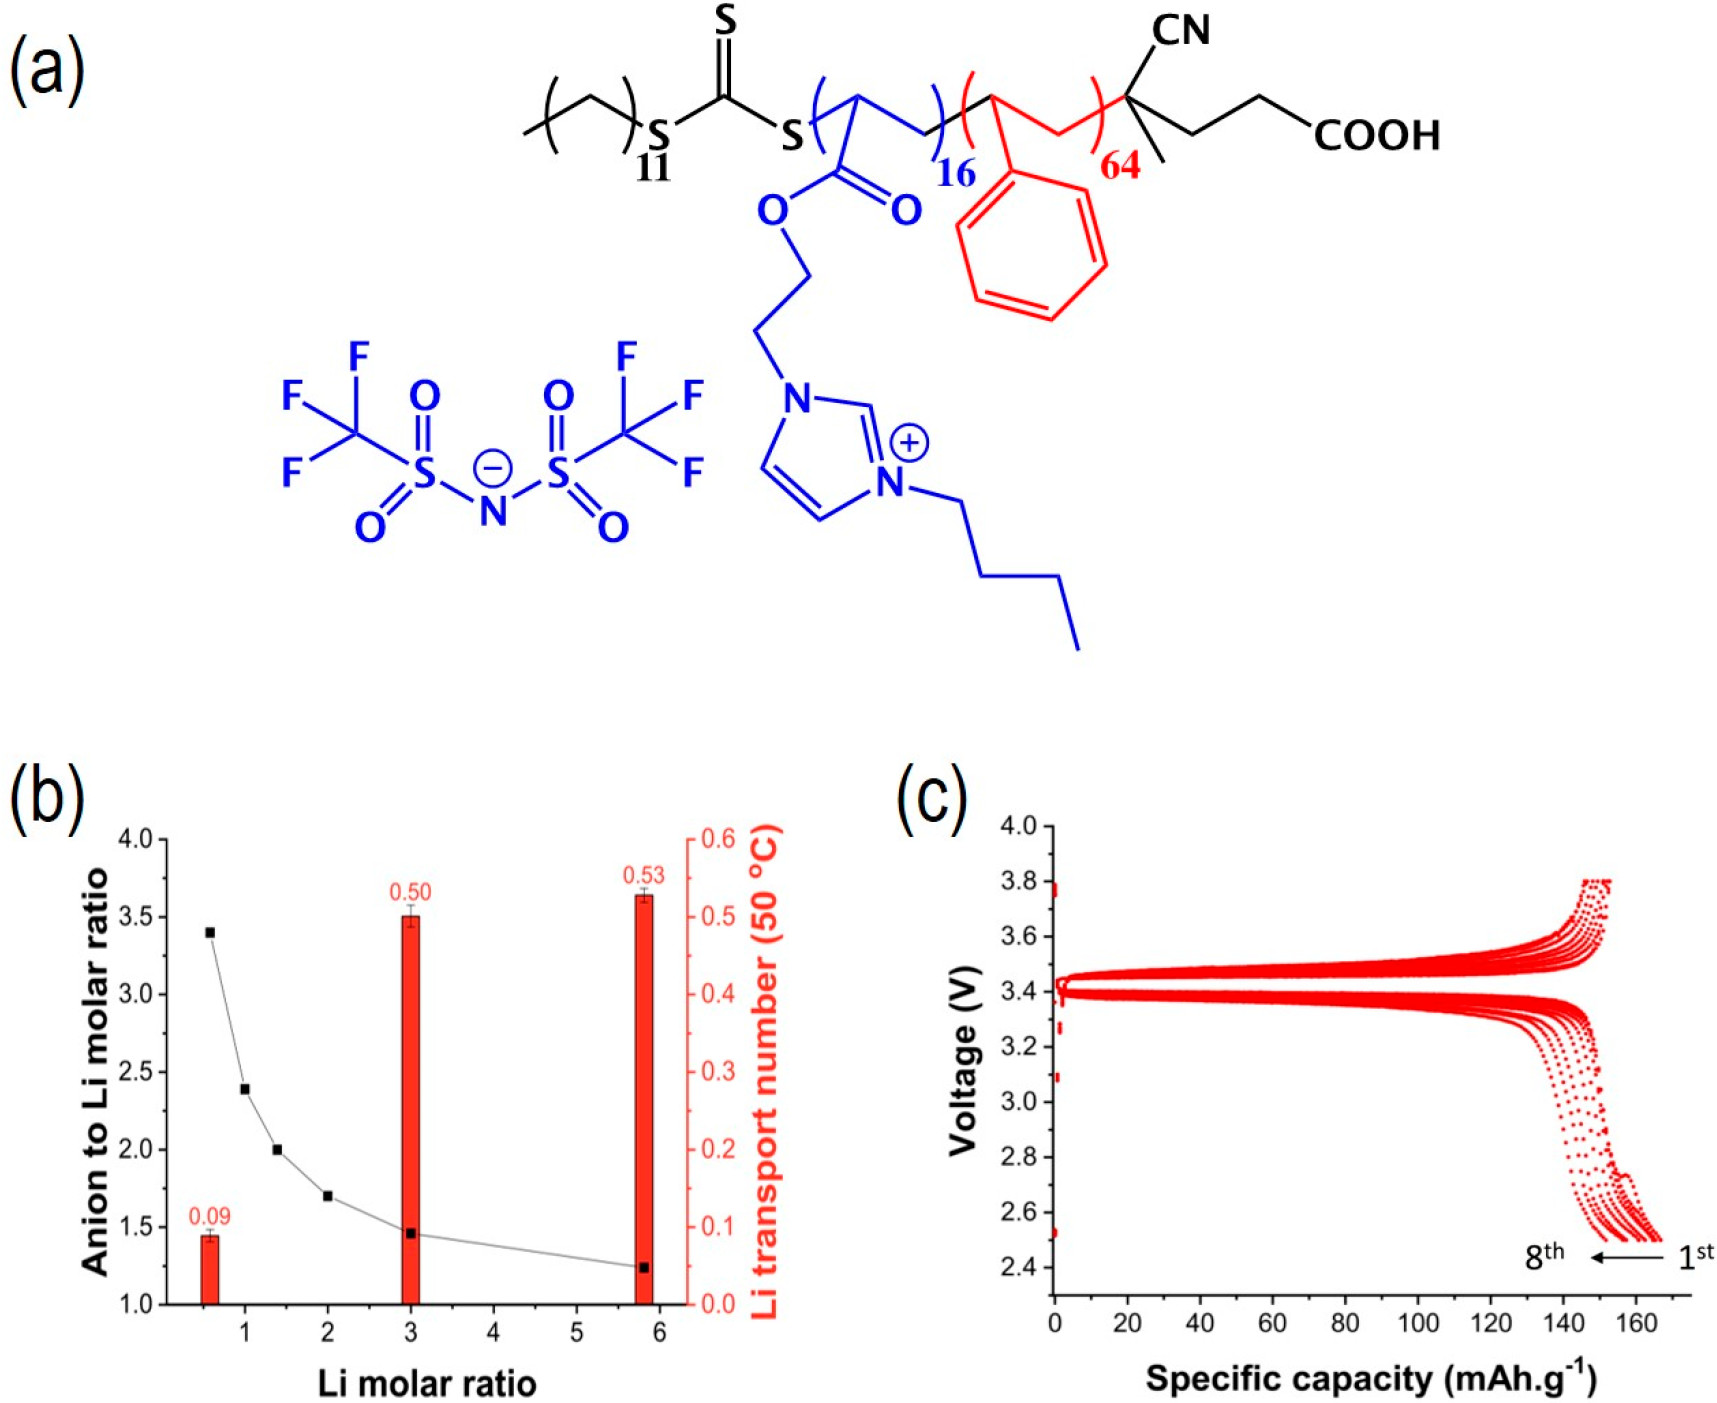 (a)
S
CN
S
S
COOH
11
16
64
O
O
F
F
F
F
F
F
O
O
N
+
S
−
S
N
N
O
O
(b)
(c)
4.0
3.5
3.0
2.5
2.0
1.5
1.0
Anion to Li molar ratio
0.09
0.50
0.53
0.6
0.5
0.4
0.3
0.2
0.1
0.0
Li transport number (50 °C)
1 2 3 4 5 6
Li molar ratio
4.0
3.8
3.6
3.4
3.2
3.0
2.8
2.6
2.4
Voltage (V)
8th 1st
0 20 40 60 80 100 120 140 160
Specific capacity (mAh.g-1)